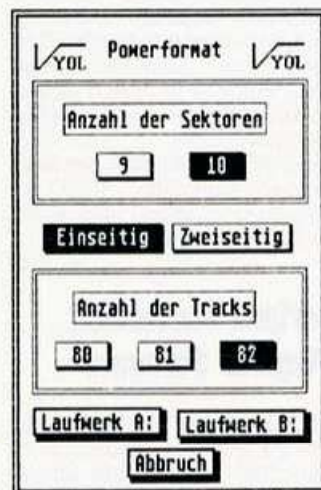 √YOL Powerformat √YOL
Anzahl der Sektoren
9 10
Einseitig Zweiseitig
Anzahl der Tracks
80 81 82
Laufwerk A: Laufwerk B:
Abbruch